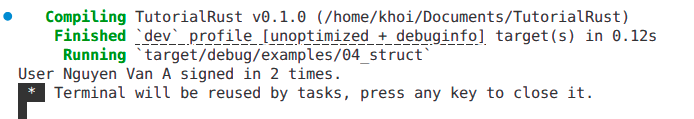 Compiling TutorialRust v0.1.0 (/home/khoi/Documents/TutorialRust)
Finished `dev` profile [unoptimized + debuginfo] target(s) in 0.12s
Running `target/debug/examples/04_struct`
User Nguyen Van A signed in 2 times.
* Terminal will be reused by tasks, press any key to close it.